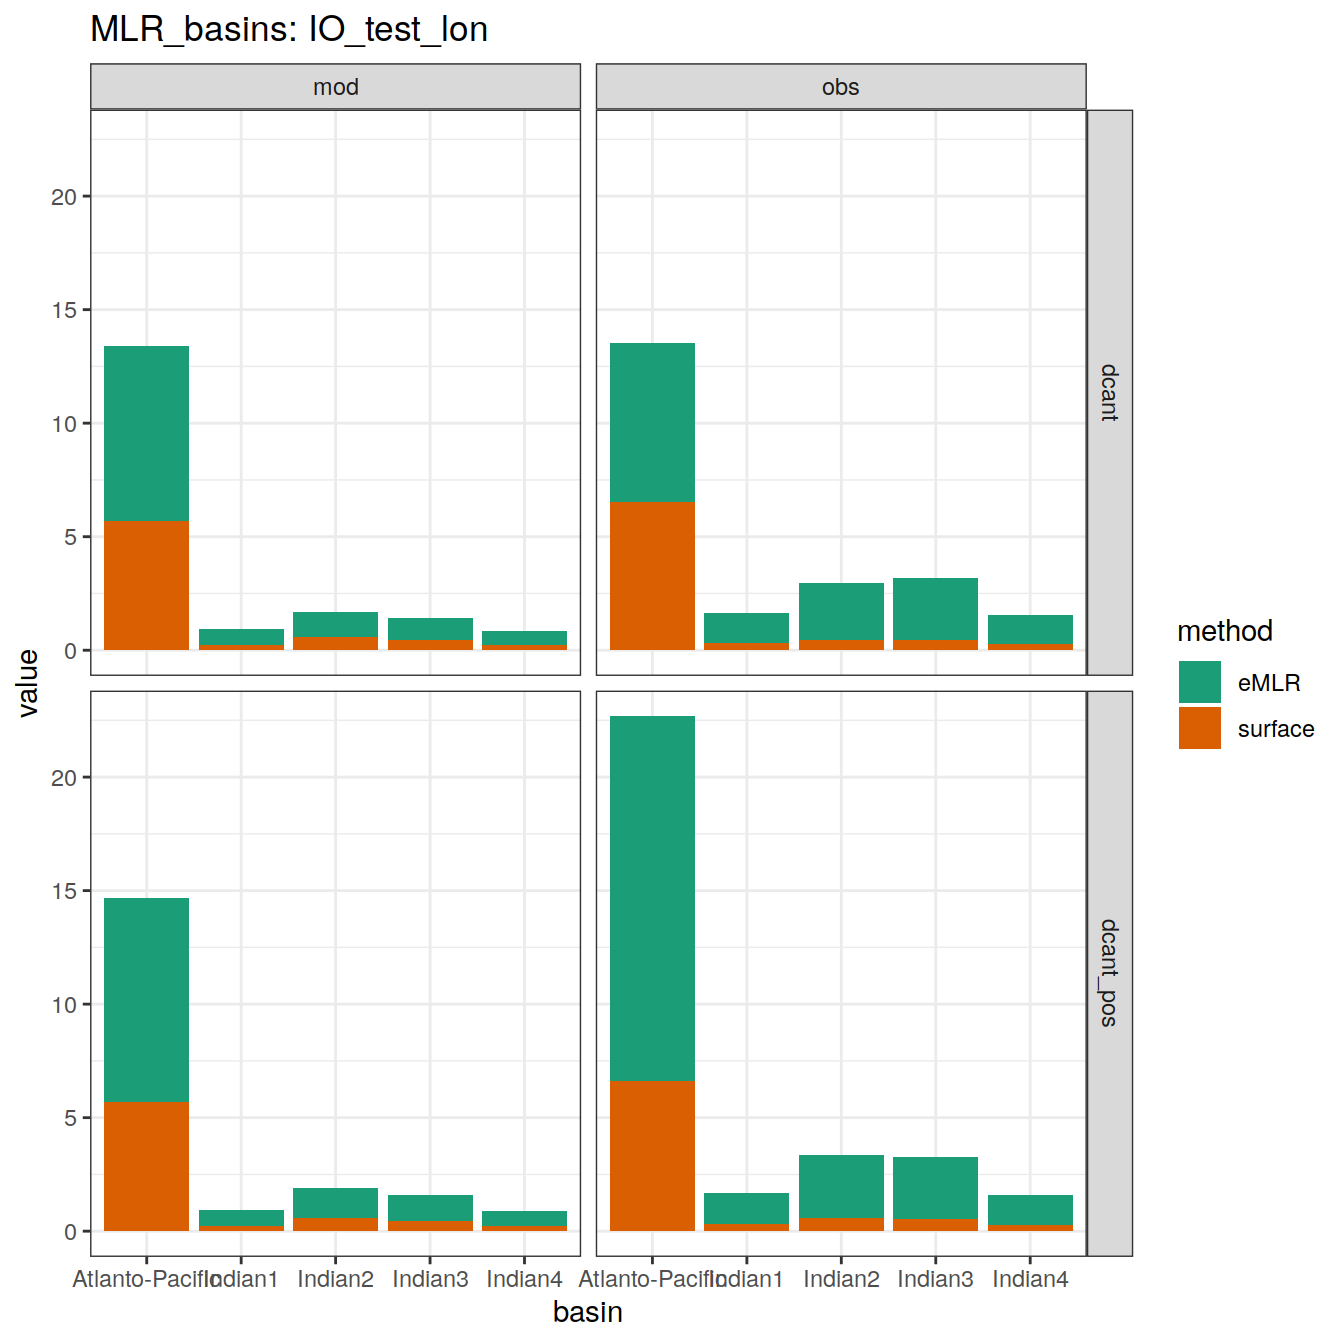 MLR_basins: IO_test_lon
mod
obs
20
15
10
5
0
dcant
20
15
10
5
0
dcant_pos
value
Atlanto-Pacific Indian1 Indian2 Indian3 Indian4
Atlanto-Pacific Indian1 Indian2 Indian3 Indian4
basin
method
eMLR
surface